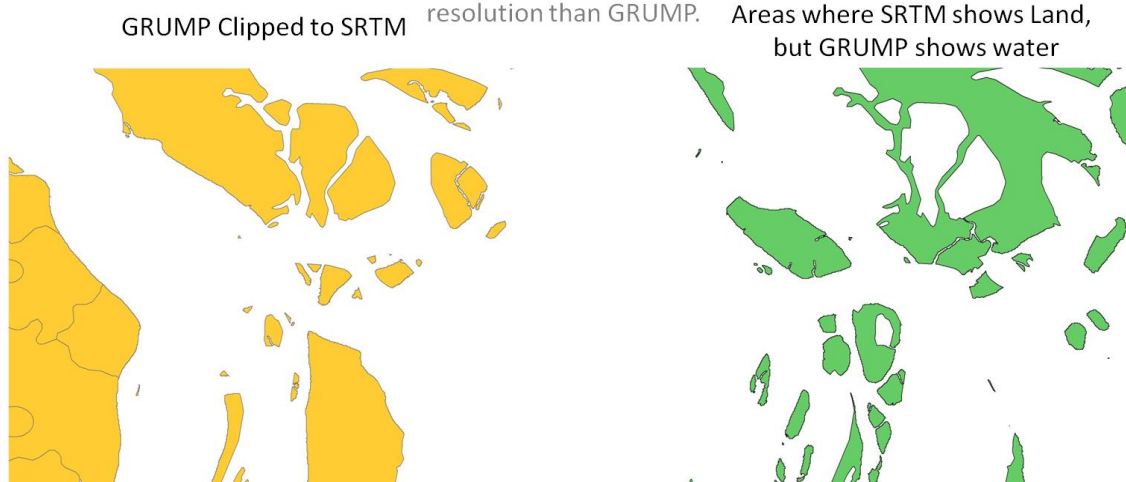 resolution than GRUMP.
GRUMP Clipped to SRTM
Areas where SRTM shows Land,
but GRUMP shows water